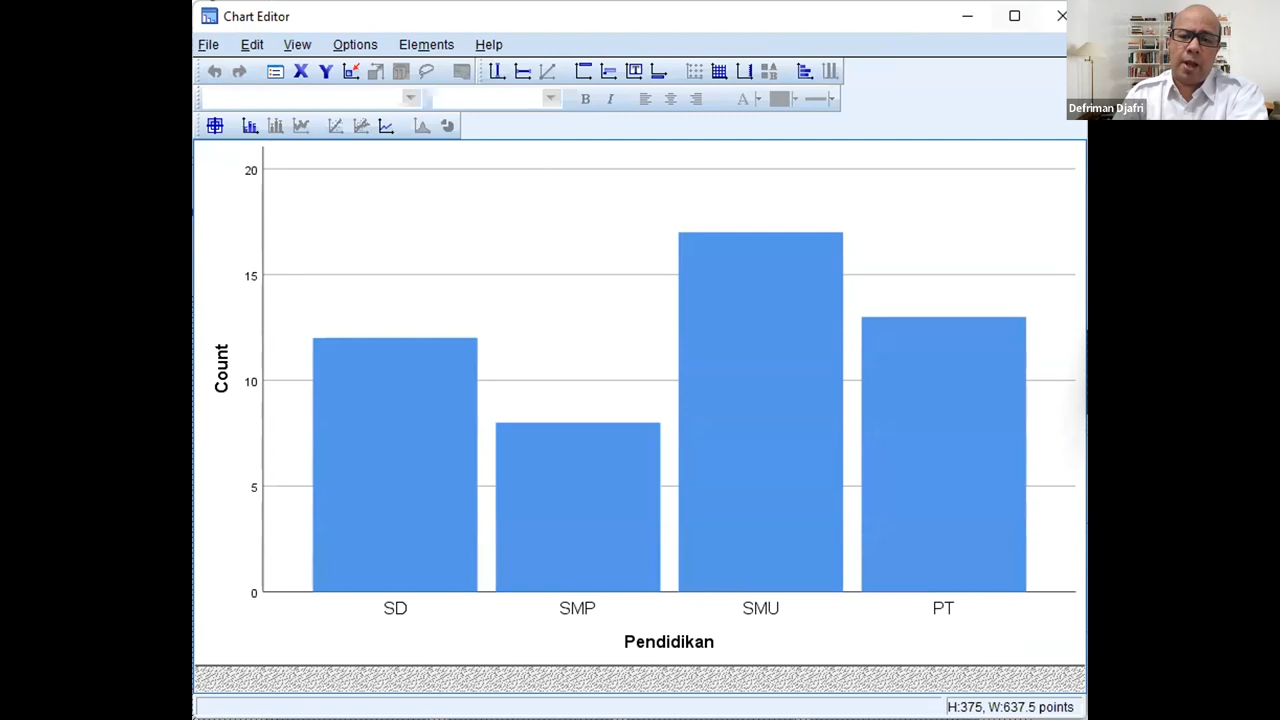 Chart Editor
File Edit View Options Elements Help
B I A
Defriman Djafri
20
15
10
5
0
Count
SD SMP SMU PT
Pendidikan
H:375, W:637.5 points